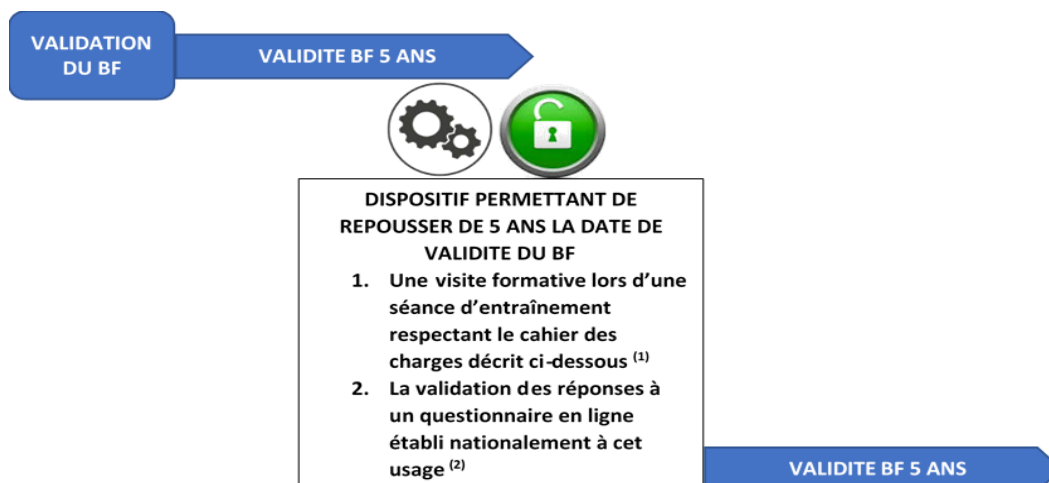 VALIDATION
DU BF
VALIDITE BF 5 ANS
DISPOSITIF PERMETTANT DE
REPOUSSER DE 5 ANS LA DATE DE
VALIDITE DU BF
1. Une visite formative lors d’une
séance d’entraînement
respectant le cahier des
charges décrit ci-dessous (1)
2. La validation des réponses à
un questionnaire en ligne
établi nationalement à cet
usage (2)
VALIDITE BF 5 ANS